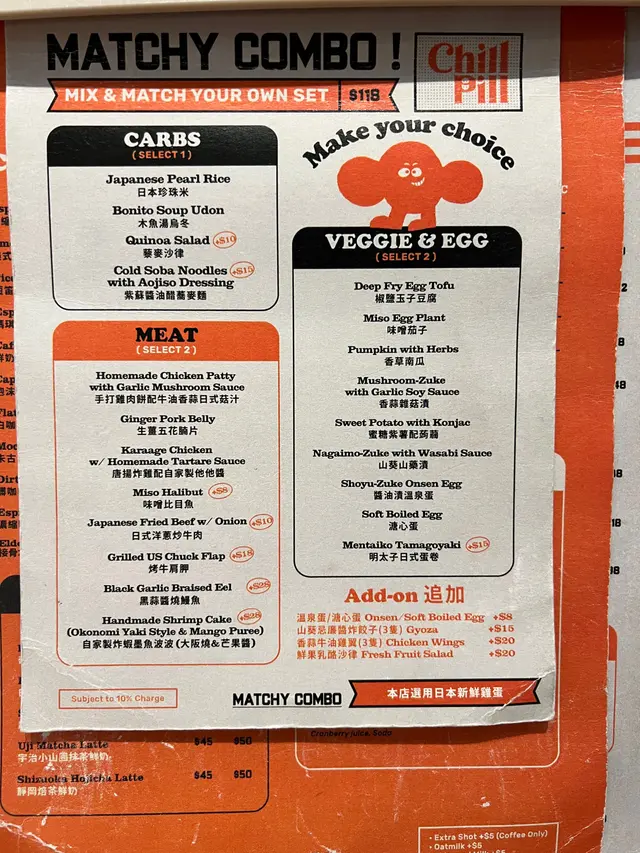 MATCHY COMBO !
MIX & MATCH YOUR OWN SET $118
Chill Pill
CARBS
( SELECT 1 )
Japanese Pearl Rice
日本珍珠米
Bonito Soup Udon
木魚湯烏冬
Quinoa Salad +$10
藜麥沙律
Cold Soba Noodles +$15
with Aojiso Dressing
紫蘇醬油醋蕎麥麵
MEAT
( SELECT 2 )
Homemade Chicken Patty
with Garlic Mushroom Sauce
手打雞肉餅配牛油香蒜日式菇汁
Ginger Pork Belly
生薑五花腩片
Karaage Chicken
w/ Homemade Tartare Sauce
唐揚炸雞配自家製他他醬
Miso Halibut +$8
味噌比目魚
Japanese Fried Beef w/ Onion +$10
日式洋蔥炒牛肉
Grilled US Chuck Flap +$18
烤牛肩胛
Black Garlic Braised Eel +$28
黑蒜醬燒鰻魚
Handmade Shrimp Cake +$28
(Okonomi Yaki Style & Mango Puree)
自家製炸蝦墨魚波波 (大阪燒&芒果醬)
Subject to 10% Charge
Make your choice
VEGGIE & EGG
( SELECT 2 )
Deep Fry Egg Tofu
椒鹽玉子豆腐
Miso Egg Plant
味噌茄子
Pumpkin with Herbs
香草南瓜
Mushroom-Zuke
with Garlic Soy Sauce
香蒜雜菇漬
Sweet Potato with Konjac
蜜糖紫薯配蒟蒻
Nagaimo-Zuke with Wasabi Sauce
山葵山藥漬
Shoyu-Zuke Onsen Egg
醬油漬溫泉蛋
Soft Boiled Egg
溏心蛋
Mentaiko Tamagoyaki +$15
明太子日式蛋卷
Add-on 追加
溫泉蛋/溏心蛋 Onsen/Soft Boiled Egg +$8
山葵忌廉醬炸餃子(3隻) Gyoza +$15
香蒜牛油雞翼(3隻) Chicken Wings +$20
鮮果乳酪沙律 Fresh Fruit Salad +$20
MATCHY COMBO
本店選用日本新鮮雞蛋
Uji Matcha Latte $45 $50
宇治小山園抹茶鮮奶
Shizuoka Hojicha Latte $45 $50
靜岡焙茶鮮奶
Cranberry juice, Soda
• Extra Shot +$5 (Coffee Only)
• Oatmilk +$5